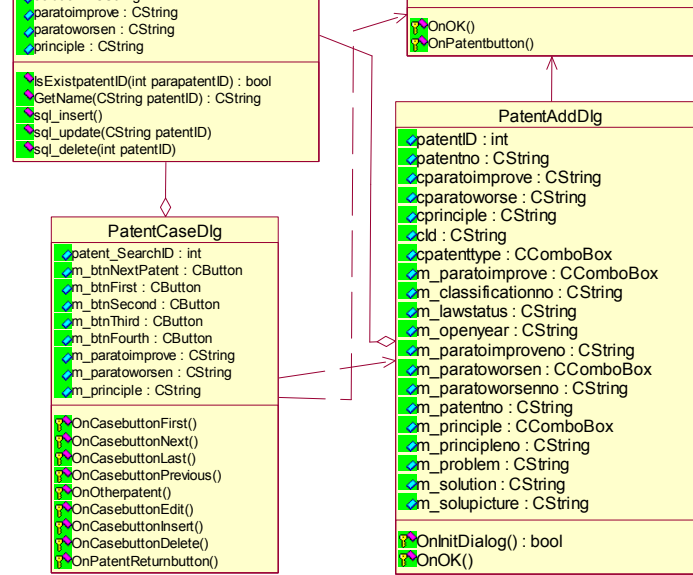 paratoimprove : CString
paratoworsen : CString
principle : CString
IsExistpatentID(int parapatentID) : bool
GetName(CString patentID) : CString
sql_insert()
sql_update(CString patentID)
sql_delete(int patentID)
OnOK()
OnPatentbutton()
PatentCaseDlg
patent_SearchID : int
m_btnNextPatent : CButton
m_btnFirst : CButton
m_btnSecond : CButton
m_btnThird : CButton
m_btnFourth : CButton
m_paratoimprove : CString
m_paratoworsen : CString
m_principle : CString
OnCasebuttonFirst()
OnCasebuttonNext()
OnCasebuttonLast()
OnCasebuttonPrevious()
OnOtherpatent()
OnCasebuttonEdit()
OnCasebuttonInsert()
OnCasebuttonDelete()
OnPatentReturnbutton()
PatentAddDlg
patentID : int
patentno : CString
cparatoimprove : CString
cparatoworse : CString
cprinciple : CString
cId : CString
cpatenttype : CComboBox
m_paratoimprove : CComboBox
m_classificationno : CString
m_lawstatus : CString
m_openyear : CString
m_paratoimproveno : CString
m_paratoworsen : CComboBox
m_paratoworsenno : CString
m_patentno : CString
m_principle : CComboBox
m_principleno : CString
m_problem : CString
m_solution : CString
m_solupicture : CString
OnInitDialog() : bool
OnOK()